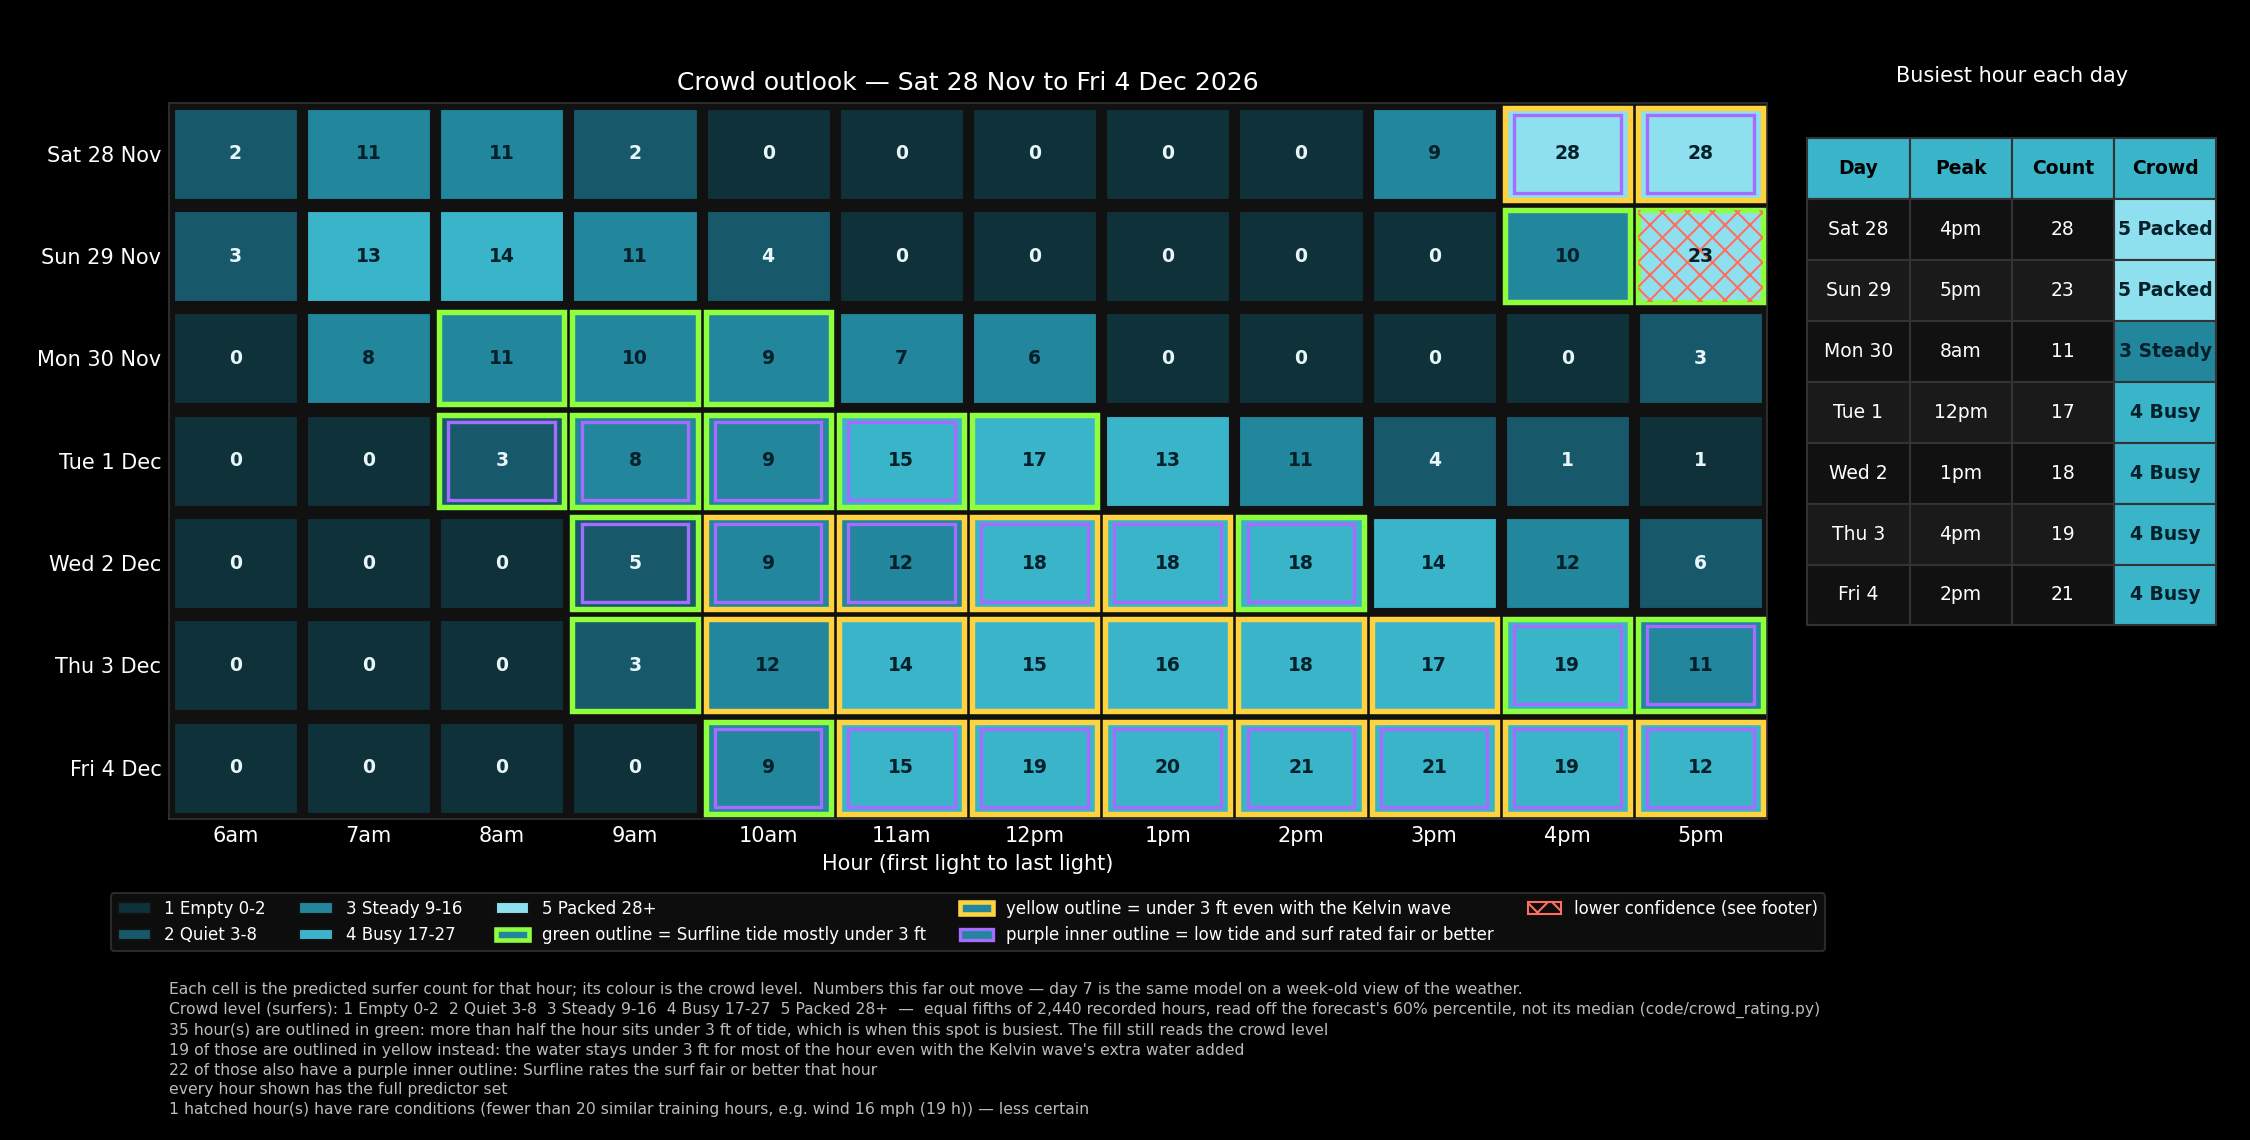 Crowd outlook — Sat 28 Nov to Fri 4 Dec 2026
Sat 28 Nov 2 11 11 2 0 0 0 0 0 9 28 28
Sun 29 Nov 3 13 14 11 4 0 0 0 0 0 10 23
Mon 30 Nov 0 8 11 10 9 7 6 0 0 0 0 3
Tue 1 Dec 0 0 3 8 9 15 17 13 11 4 1 1
Wed 2 Dec 0 0 0 5 9 12 18 18 18 14 12 6
Thu 3 Dec 0 0 0 3 12 14 15 16 18 17 19 11
Fri 4 Dec 0 0 0 0 9 15 19 20 21 21 19 12
6am 7am 8am 9am 10am 11am 12pm 1pm 2pm 3pm 4pm 5pm
Hour (first light to last light)
Busiest hour each day
Day Peak Count Crowd
Sat 28 4pm 28 5 Packed
Sun 29 5pm 23 5 Packed
Mon 30 8am 11 3 Steady
Tue 1 12pm 17 4 Busy
Wed 2 1pm 18 4 Busy
Thu 3 4pm 19 4 Busy
Fri 4 2pm 21 4 Busy
1 Empty 0-2 3 Steady 9-16 5 Packed 28+ yellow outline = under 3 ft even with the Kelvin wave lower confidence (see footer)
2 Quiet 3-8 4 Busy 17-27 green outline = Surfline tide mostly under 3 ft purple inner outline = low tide and surf rated fair or better
Each cell is the predicted surfer count for that hour; its colour is the crowd level. Numbers this far out move — day 7 is the same model on a week-old view of the weather.
Crowd level (surfers): 1 Empty 0-2 2 Quiet 3-8 3 Steady 9-16 4 Busy 17-27 5 Packed 28+ — equal fifths of 2,440 recorded hours, read off the forecast's 60% percentile, not its median (code/crowd_rating.py)
35 hour(s) are outlined in green: more than half the hour sits under 3 ft of tide, which is when this spot is busiest. The fill still reads the crowd level
19 of those are outlined in yellow instead: the water stays under 3 ft for most of the hour even with the Kelvin wave's extra water added
22 of those also have a purple inner outline: Surfline rates the surf fair or better that hour
every hour shown has the full predictor set
1 hatched hour(s) have rare conditions (fewer than 20 similar training hours, e.g. wind 16 mph (19 h)) — less certain